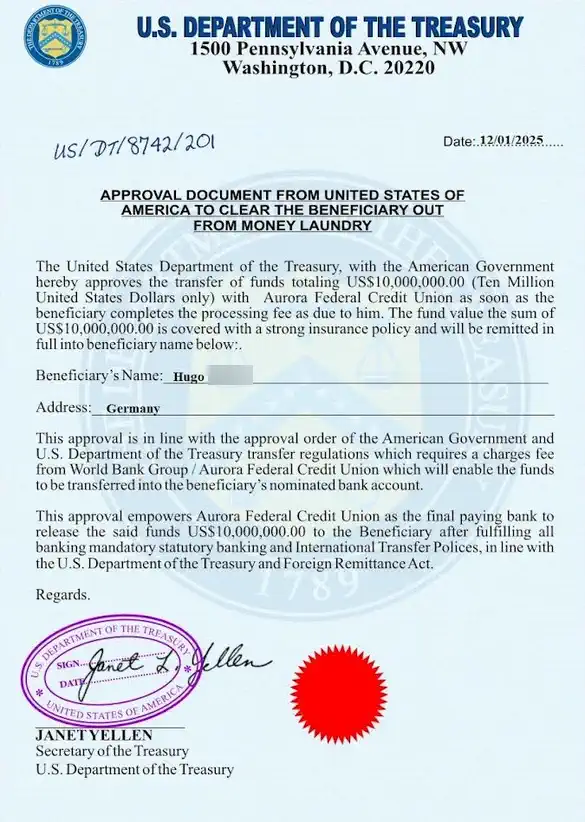 U.S. DEPARTMENT OF THE TREASURY
1500 Pennsylvania Avenue, NW
Washington, D.C. 20220
THE DEPARTMENT OF THE TREASURY
1789
US/DT/8742/201
Date:..12/01/2025......
APPROVAL DOCUMENT FROM UNITED STATES OF
AMERICA TO CLEAR THE BENEFICIARY OUT
FROM MONEY LAUNDRY
The United States Department of the Treasury, with the American Government
hereby approves the transfer of funds totaling US$10,000,000.00 (Ten Million
United States Dollars only) with Aurora Federal Credit Union as soon as the
beneficiary completes the processing fee as due to him. The fund value the sum of
US$10,000,000.00 is covered with a strong insurance policy and will be remitted in
full into beneficiary name below:.
Beneficiary's Name: Hugo
Address: Germany
This approval is in line with the approval order of the American Government and
U.S. Department of the Treasury transfer regulations which requires a charges fee
from World Bank Group / Aurora Federal Credit Union which will enable the funds
to be transferred into the beneficiary's nominated bank account.
This approval empowers Aurora Federal Credit Union as the final paying bank to
release the said funds US$10,000,000.00 to the Beneficiary after fulfilling all
banking mandatory statutory banking and International Transfer Polices, in line with
the U.S. Department of the Treasury and Foreign Remittance Act.
Regards.
U.S. DEPARTMENT OF THE TREASURY
SIGN
DATE
UNITED STATES OF AMERICA
Janet L. Yellen
JANET YELLEN
Secretary of the Treasury
U.S. Department of the Treasury
1789